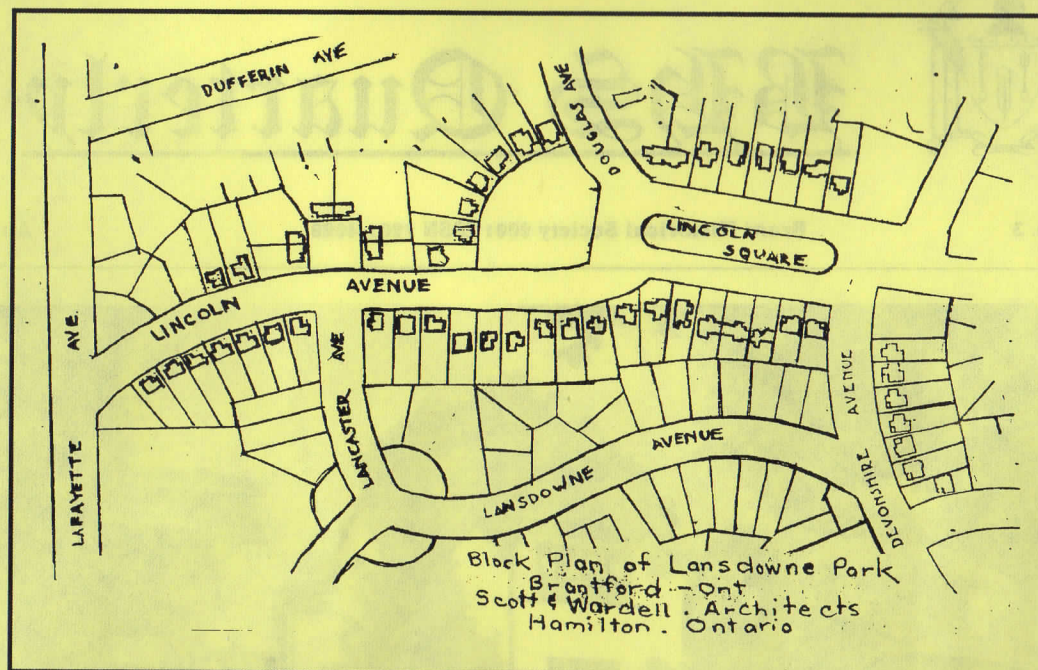 DUFFERIN AVE
DOUGLAS AVE
LINCOLN
SQUARE
LINCOLN
AVENUE
LAFAYETTE AVE
LANCASTER AVE
LANSDOWNE
AVENUE
DEVONSHIRE AVENUE
Block Plan of Lansdowne Park
Brantford - Ont
Scott & Wardell. Architects
Hamilton. Ontario